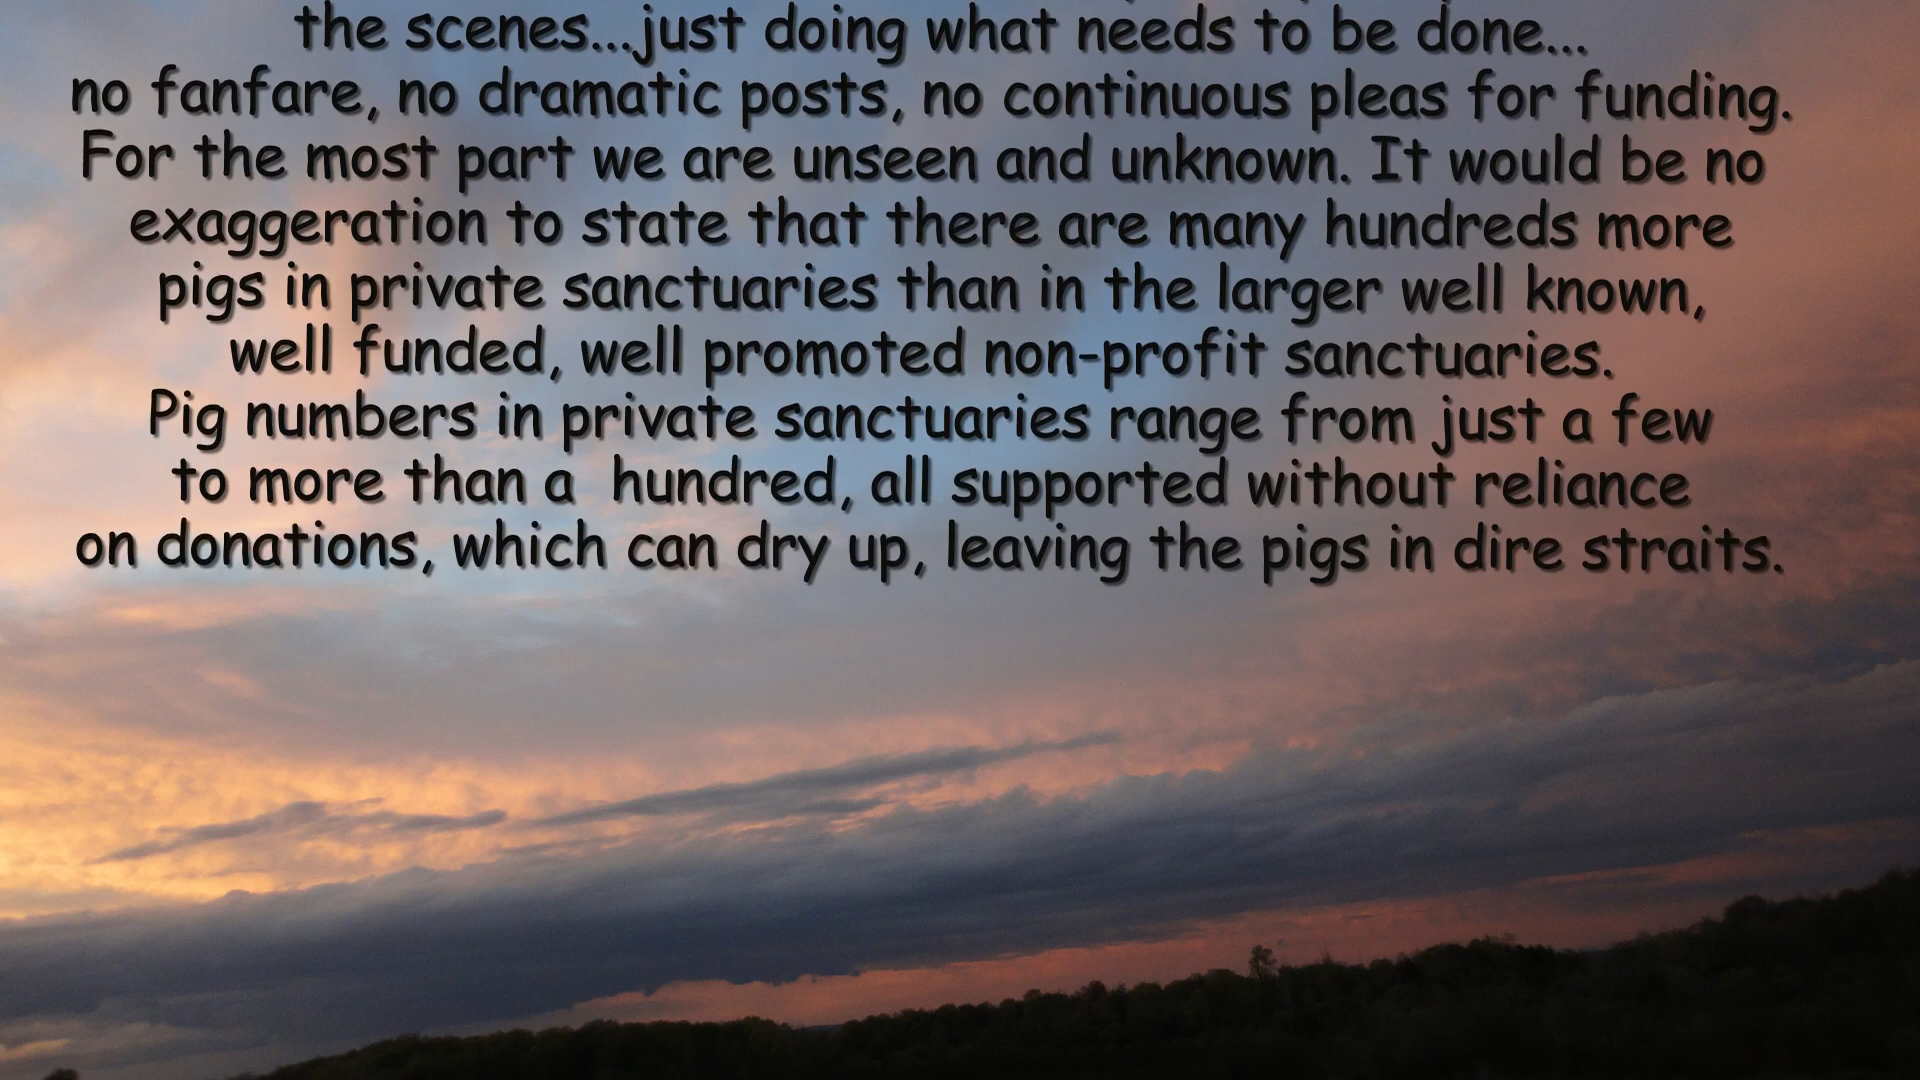 the scenes...just doing what needs to be done...
no fanfare, no dramatic posts, no continuous pleas for funding.
For the most part we are unseen and unknown. It would be no
exaggeration to state that there are many hundreds more
pigs in private sanctuaries than in the larger well known,
well funded, well promoted non-profit sanctuaries.
Pig numbers in private sanctuaries range from just a few
to more than a  hundred, all supported without reliance
on donations, which can dry up, leaving the pigs in dire straits.